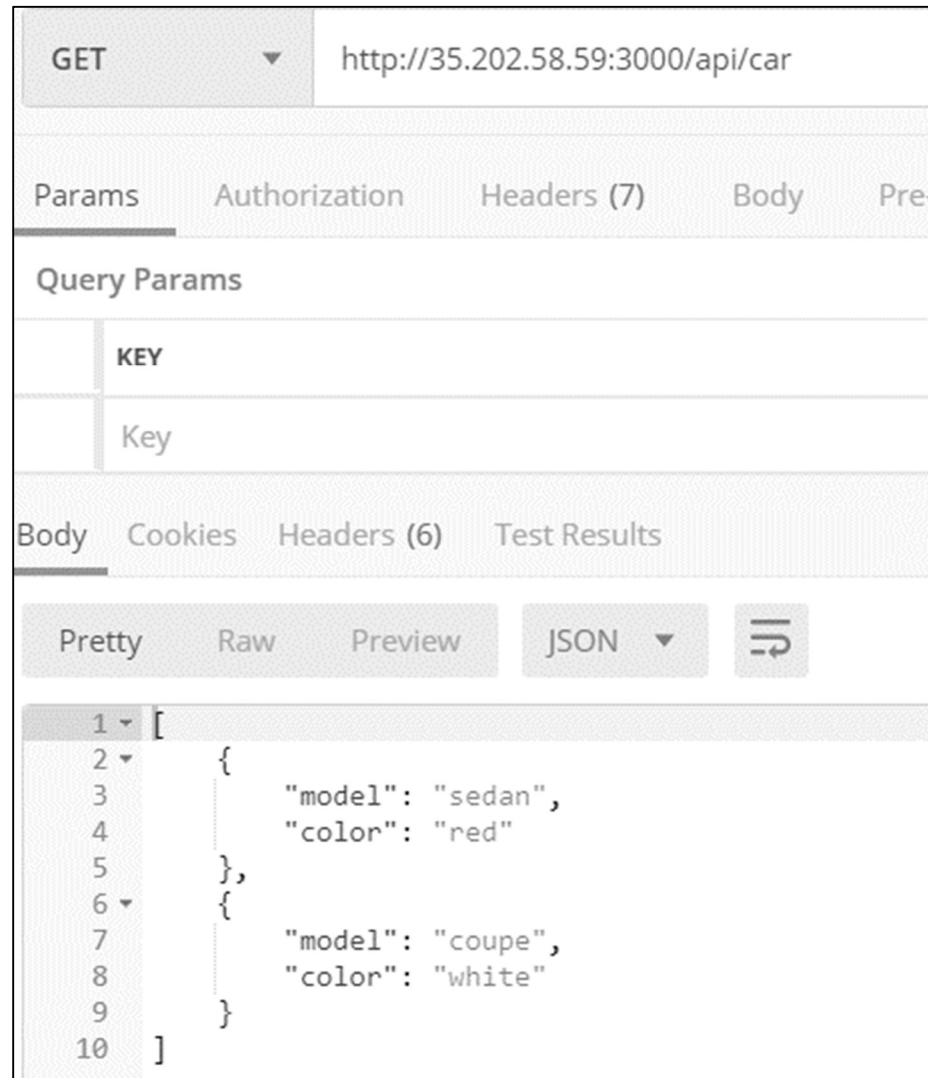 GET http://35.202.58.59:3000/api/car
Params Authorization Headers (7) Body Pre-
Query Params
KEY
Key
Body Cookies Headers (6) Test Results
Pretty Raw Preview JSON
1 [
2 {
3 "model": "sedan",
4 "color": "red"
5 },
6 {
7 "model": "coupe",
8 "color": "white"
9 }
10 ]